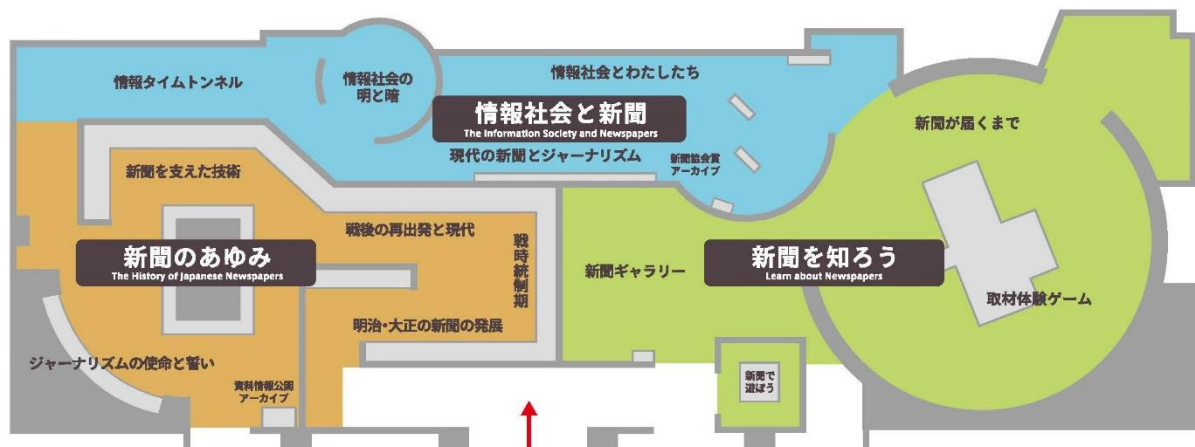 情報タイムトンネル
情報社会の
明と暗
情報社会とわたしたち
情報社会と新聞
The Information Society and Newspapers
現代の新聞とジャーナリズム
新聞協会賞
アーカイブ
新聞が届くまで
新聞を支えた技術
戦後の再出発と現代
戦時統制期
新聞のあゆみ
The History of Japanese Newspapers
明治・大正の新聞の発展
ジャーナリズムの使命と誓い
資料情報公開
アーカイブ
新聞ギャラリー
新聞を知ろう
Learn about Newspapers
取材体験ゲーム
新聞で
遊ぼう